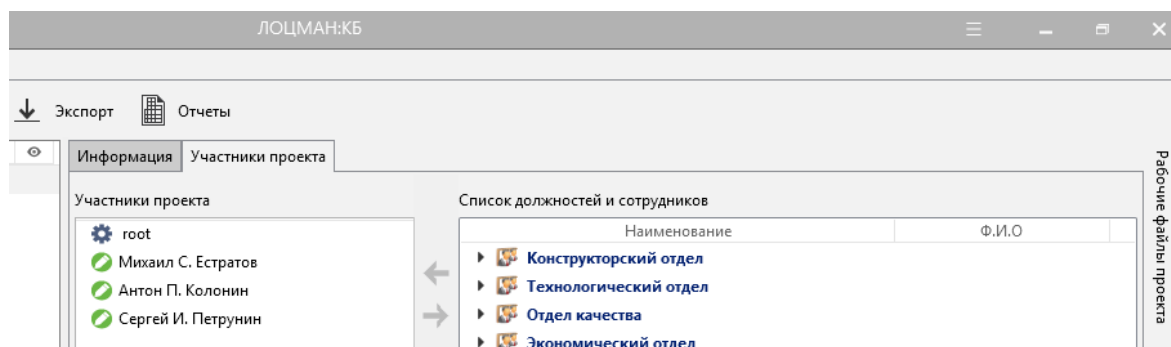 ЛОЦМАН:КБ
Экспорт Отчеты
Информация Участники проекта
Участники проекта
root
Михаил С. Естратов
Антон П. Колонин
Сергей И. Петрунин
Список должностей и сотрудников
Наименование Ф.И.О
Конструкторский отдел
Технологический отдел
Отдел качества
Экономический отдел
Рабочие файлы проекта